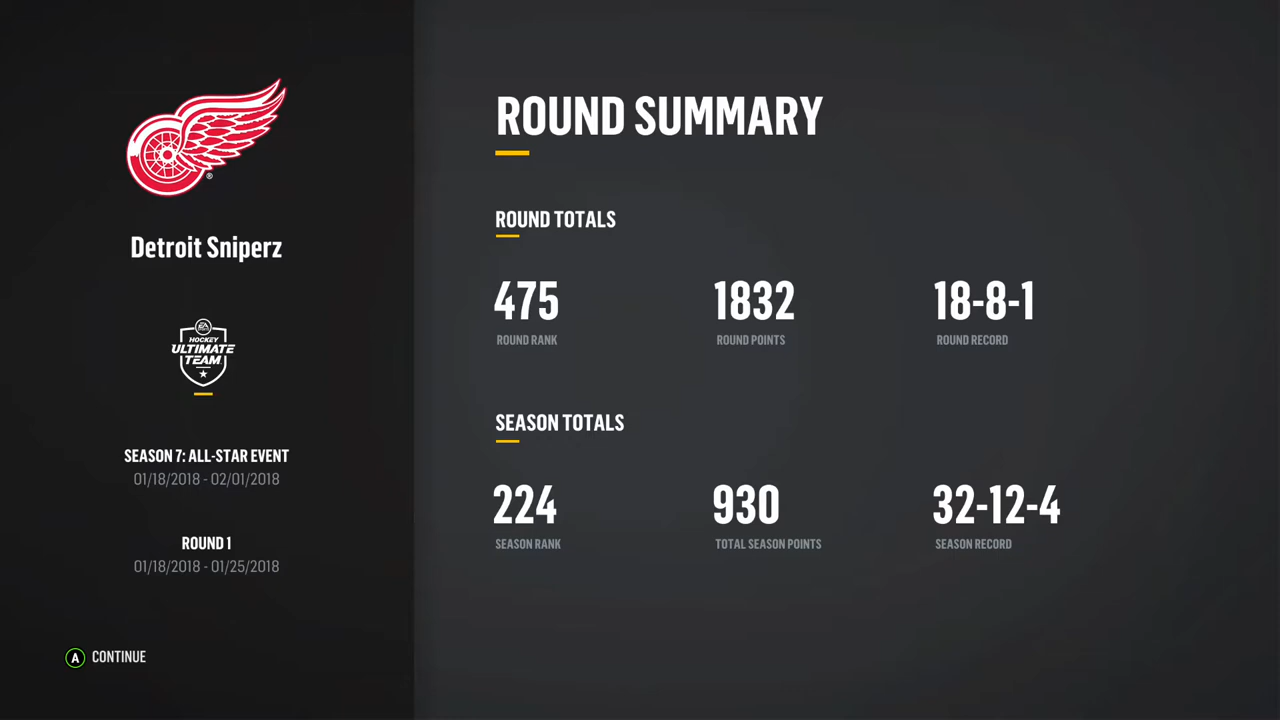 Detroit Sniperz
EA
HOCKEY
ULTIMATE
TEAM
SEASON 7: ALL-STAR EVENT
01/18/2018 - 02/01/2018
ROUND 1
01/18/2018 - 01/25/2018
A CONTINUE
ROUND SUMMARY
ROUND TOTALS
475 1832 18-8-1
ROUND RANK ROUND POINTS ROUND RECORD
SEASON TOTALS
224 930 32-12-4
SEASON RANK TOTAL SEASON POINTS SEASON RECORD